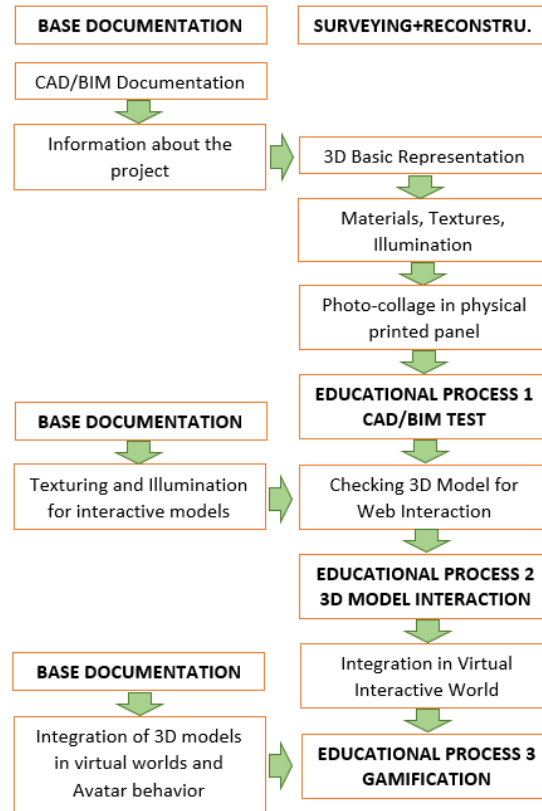 BASE DOCUMENTATION
SURVEYING+RECONSTRU.
CAD/BIM Documentation
Information about the
project
3D Basic Representation
Materials, Textures,
Illumination
Photo-collage in physical
printed panel
EDUCATIONAL PROCESS 1
CAD/BIM TEST
BASE DOCUMENTATION
Texturing and Illumination
for interactive models
Checking 3D Model for
Web Interaction
EDUCATIONAL PROCESS 2
3D MODEL INTERACTION
Integration in Virtual
Interactive World
BASE DOCUMENTATION
Integration of 3D models
in virtual worlds and
Avatar behavior
EDUCATIONAL PROCESS 3
GAMIFICATION